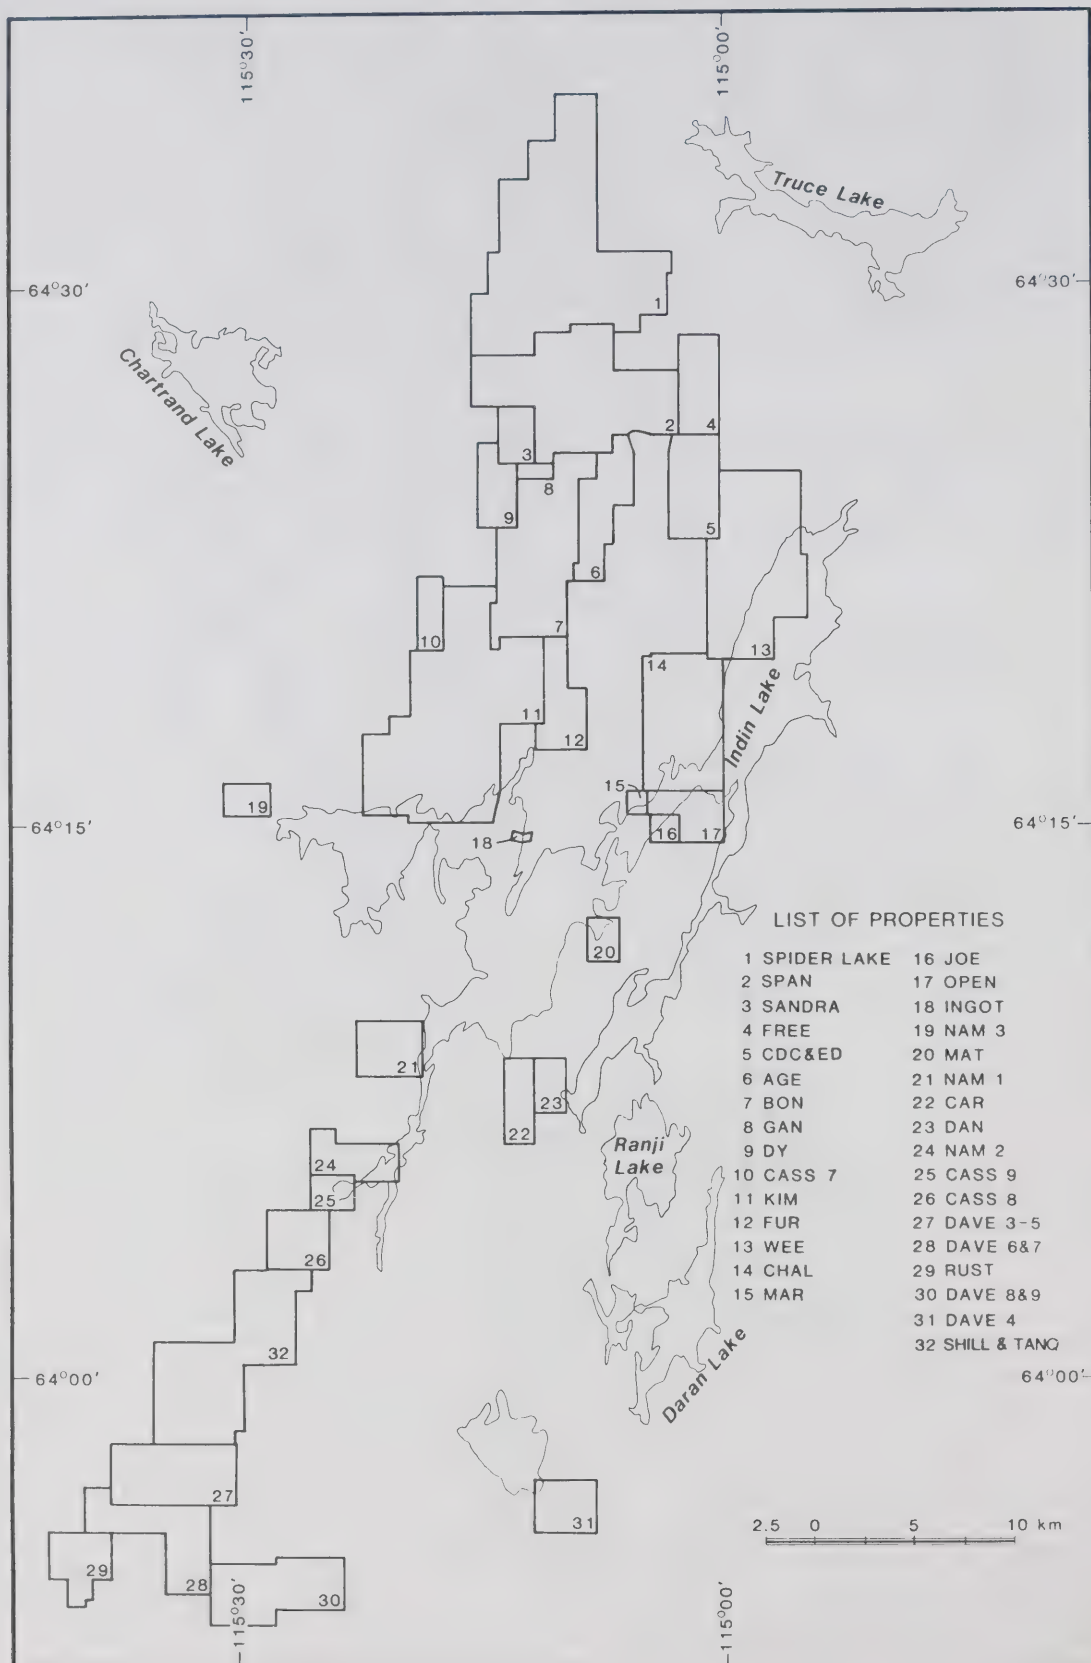 115°30'
115°00'
Truce Lake
64°30'
64°30'
Chartrand Lake
1
2
4
3
8
9
5
6
7
10
14
13
11
12
Indin Lake
15
19
64°15'
64°15'
18
16
17
20
21
22
23
Ranji
Lake
24
25
26
32
64°00'
64°00'
Daran Lake
27
29
28
30
31
LIST OF PROPERTIES
1 SPIDER LAKE
2 SPAN
3 SANDRA
4 FREE
5 CDC&ED
6 AGE
7 BON
8 GAN
9 DY
10 CASS 7
11 KIM
12 FUR
13 WEE
14 CHAL
15 MAR
16 JOE
17 OPEN
18 INGOT
19 NAM 3
20 MAT
21 NAM 1
22 CAR
23 DAN
24 NAM 2
25 CASS 9
26 CASS 8
27 DAVE 3-5
28 DAVE 6&7
29 RUST
30 DAVE 8&9
31 DAVE 4
32 SHILL & TANQ
2.5 0 5 10 km
115°30'
115°00'